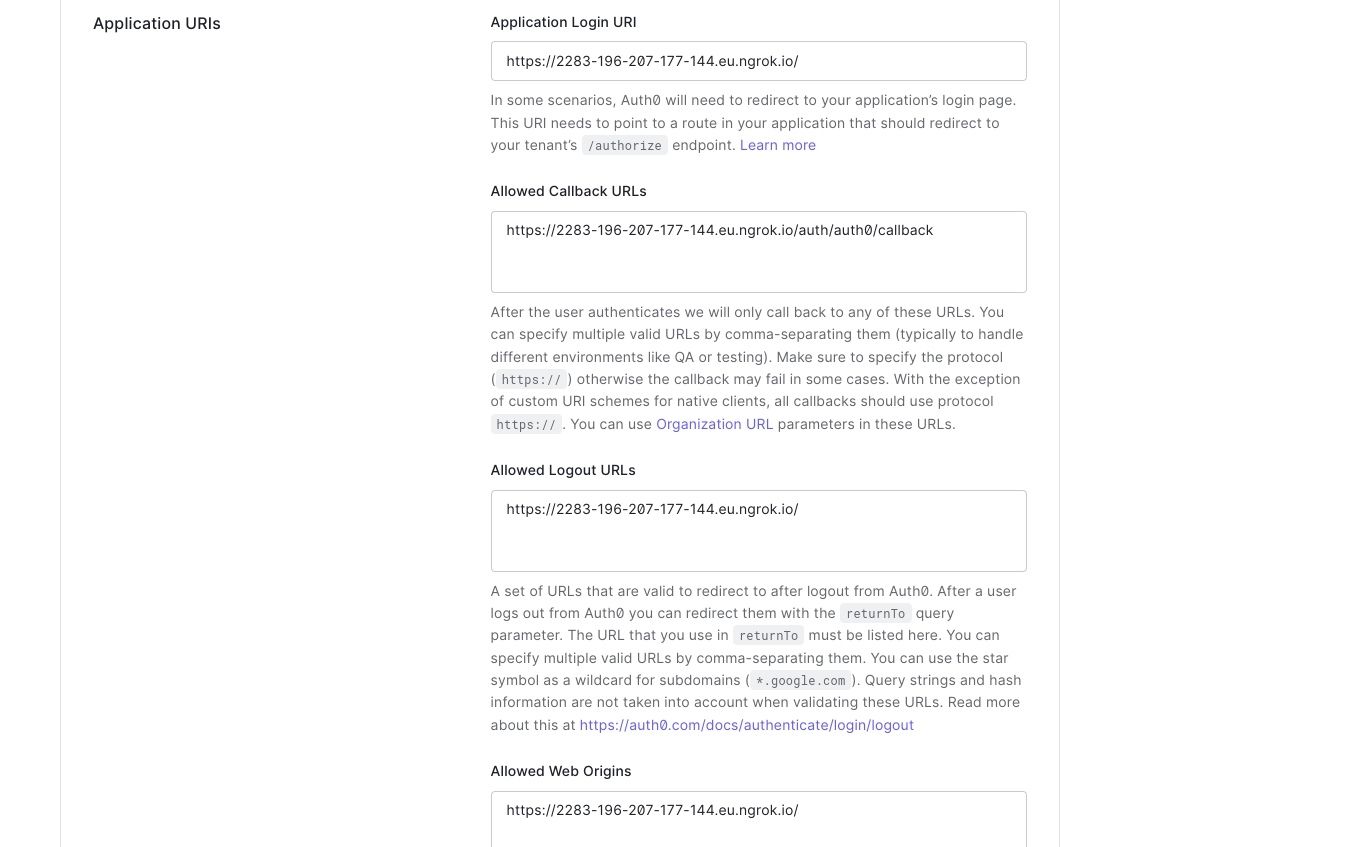 Application URIs
Application Login URI
https://2283-196-207-177-144.eu.ngrok.io/
In some scenarios, Auth0 will need to redirect to your application’s login page.
This URI needs to point to a route in your application that should redirect to
your tenant’s /authorize endpoint. Learn more
Allowed Callback URLs
https://2283-196-207-177-144.eu.ngrok.io/auth/auth0/callback
After the user authenticates we will only call back to any of these URLs. You
can specify multiple valid URLs by comma-separating them (typically to handle
different environments like QA or testing). Make sure to specify the protocol
(https://) otherwise the callback may fail in some cases. With the exception
of custom URI schemes for native clients, all callbacks should use protocol
https://. You can use Organization URL parameters in these URLs.
Allowed Logout URLs
https://2283-196-207-177-144.eu.ngrok.io/
A set of URLs that are valid to redirect to after logout from Auth0. After a user
logs out from Auth0 you can redirect them with the returnTo query
parameter. The URL that you use in returnTo must be listed here. You can
specify multiple valid URLs by comma-separating them. You can use the star
symbol as a wildcard for subdomains (*.google.com). Query strings and hash
information are not taken into account when validating these URLs. Read more
about this at https://auth0.com/docs/authenticate/login/logout
Allowed Web Origins
https://2283-196-207-177-144.eu.ngrok.io/